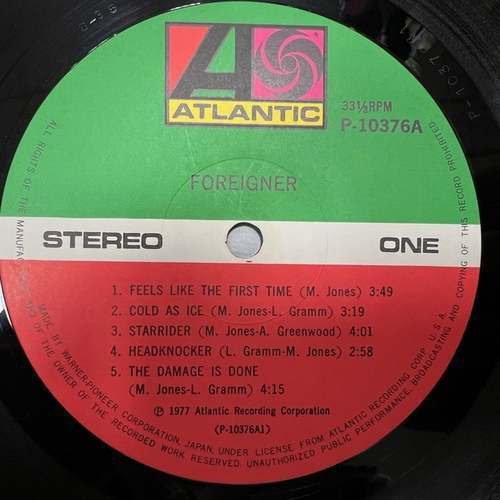 ATLANTIC
33⅓RPM
P-10376A
FOREIGNER
STEREO ONE
1. FEELS LIKE THE FIRST TIME (M. Jones) 3:49
2. COLD AS ICE (M. Jones-L. Gramm) 3:19
3. STARRIDER (M. Jones-A. Greenwood) 4:01
4. HEADKNOCKER (L. Gramm-M. Jones) 2:58
5. THE DAMAGE IS DONE
(M. Jones-L. Gramm) 4:15
℗ 1977 Atlantic Recording Corporation
(P-10376A1)
MADE BY WARNER-PIONEER CORPORATION, JAPAN, UNDER LICENSE FROM ATLANTIC RECORDING CORP. U.S.A.
ALL RIGHTS OF THE MANUFACTURER AND OF THE OWNER OF THE RECORDED WORK RESERVED. UNAUTHORIZED PUBLIC PERFORMANCE, BROADCASTING AND COPYING OF THIS RECORD PROHIBITED.